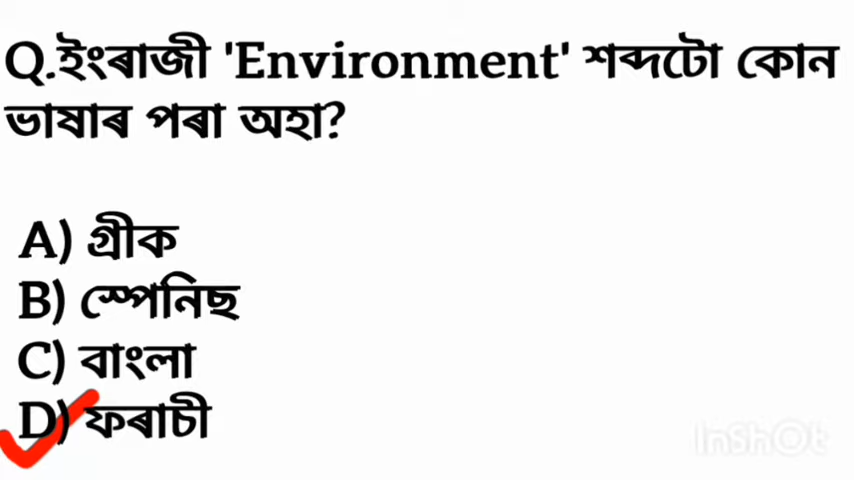 Q.ইংৰাজী 'Environment' শব্দটো কোন
ভাষাৰ পৰা অহা?
A) গ্ৰীক
B) স্পেনিছ
C) বাংলা
D) ফৰাচী
InShOt